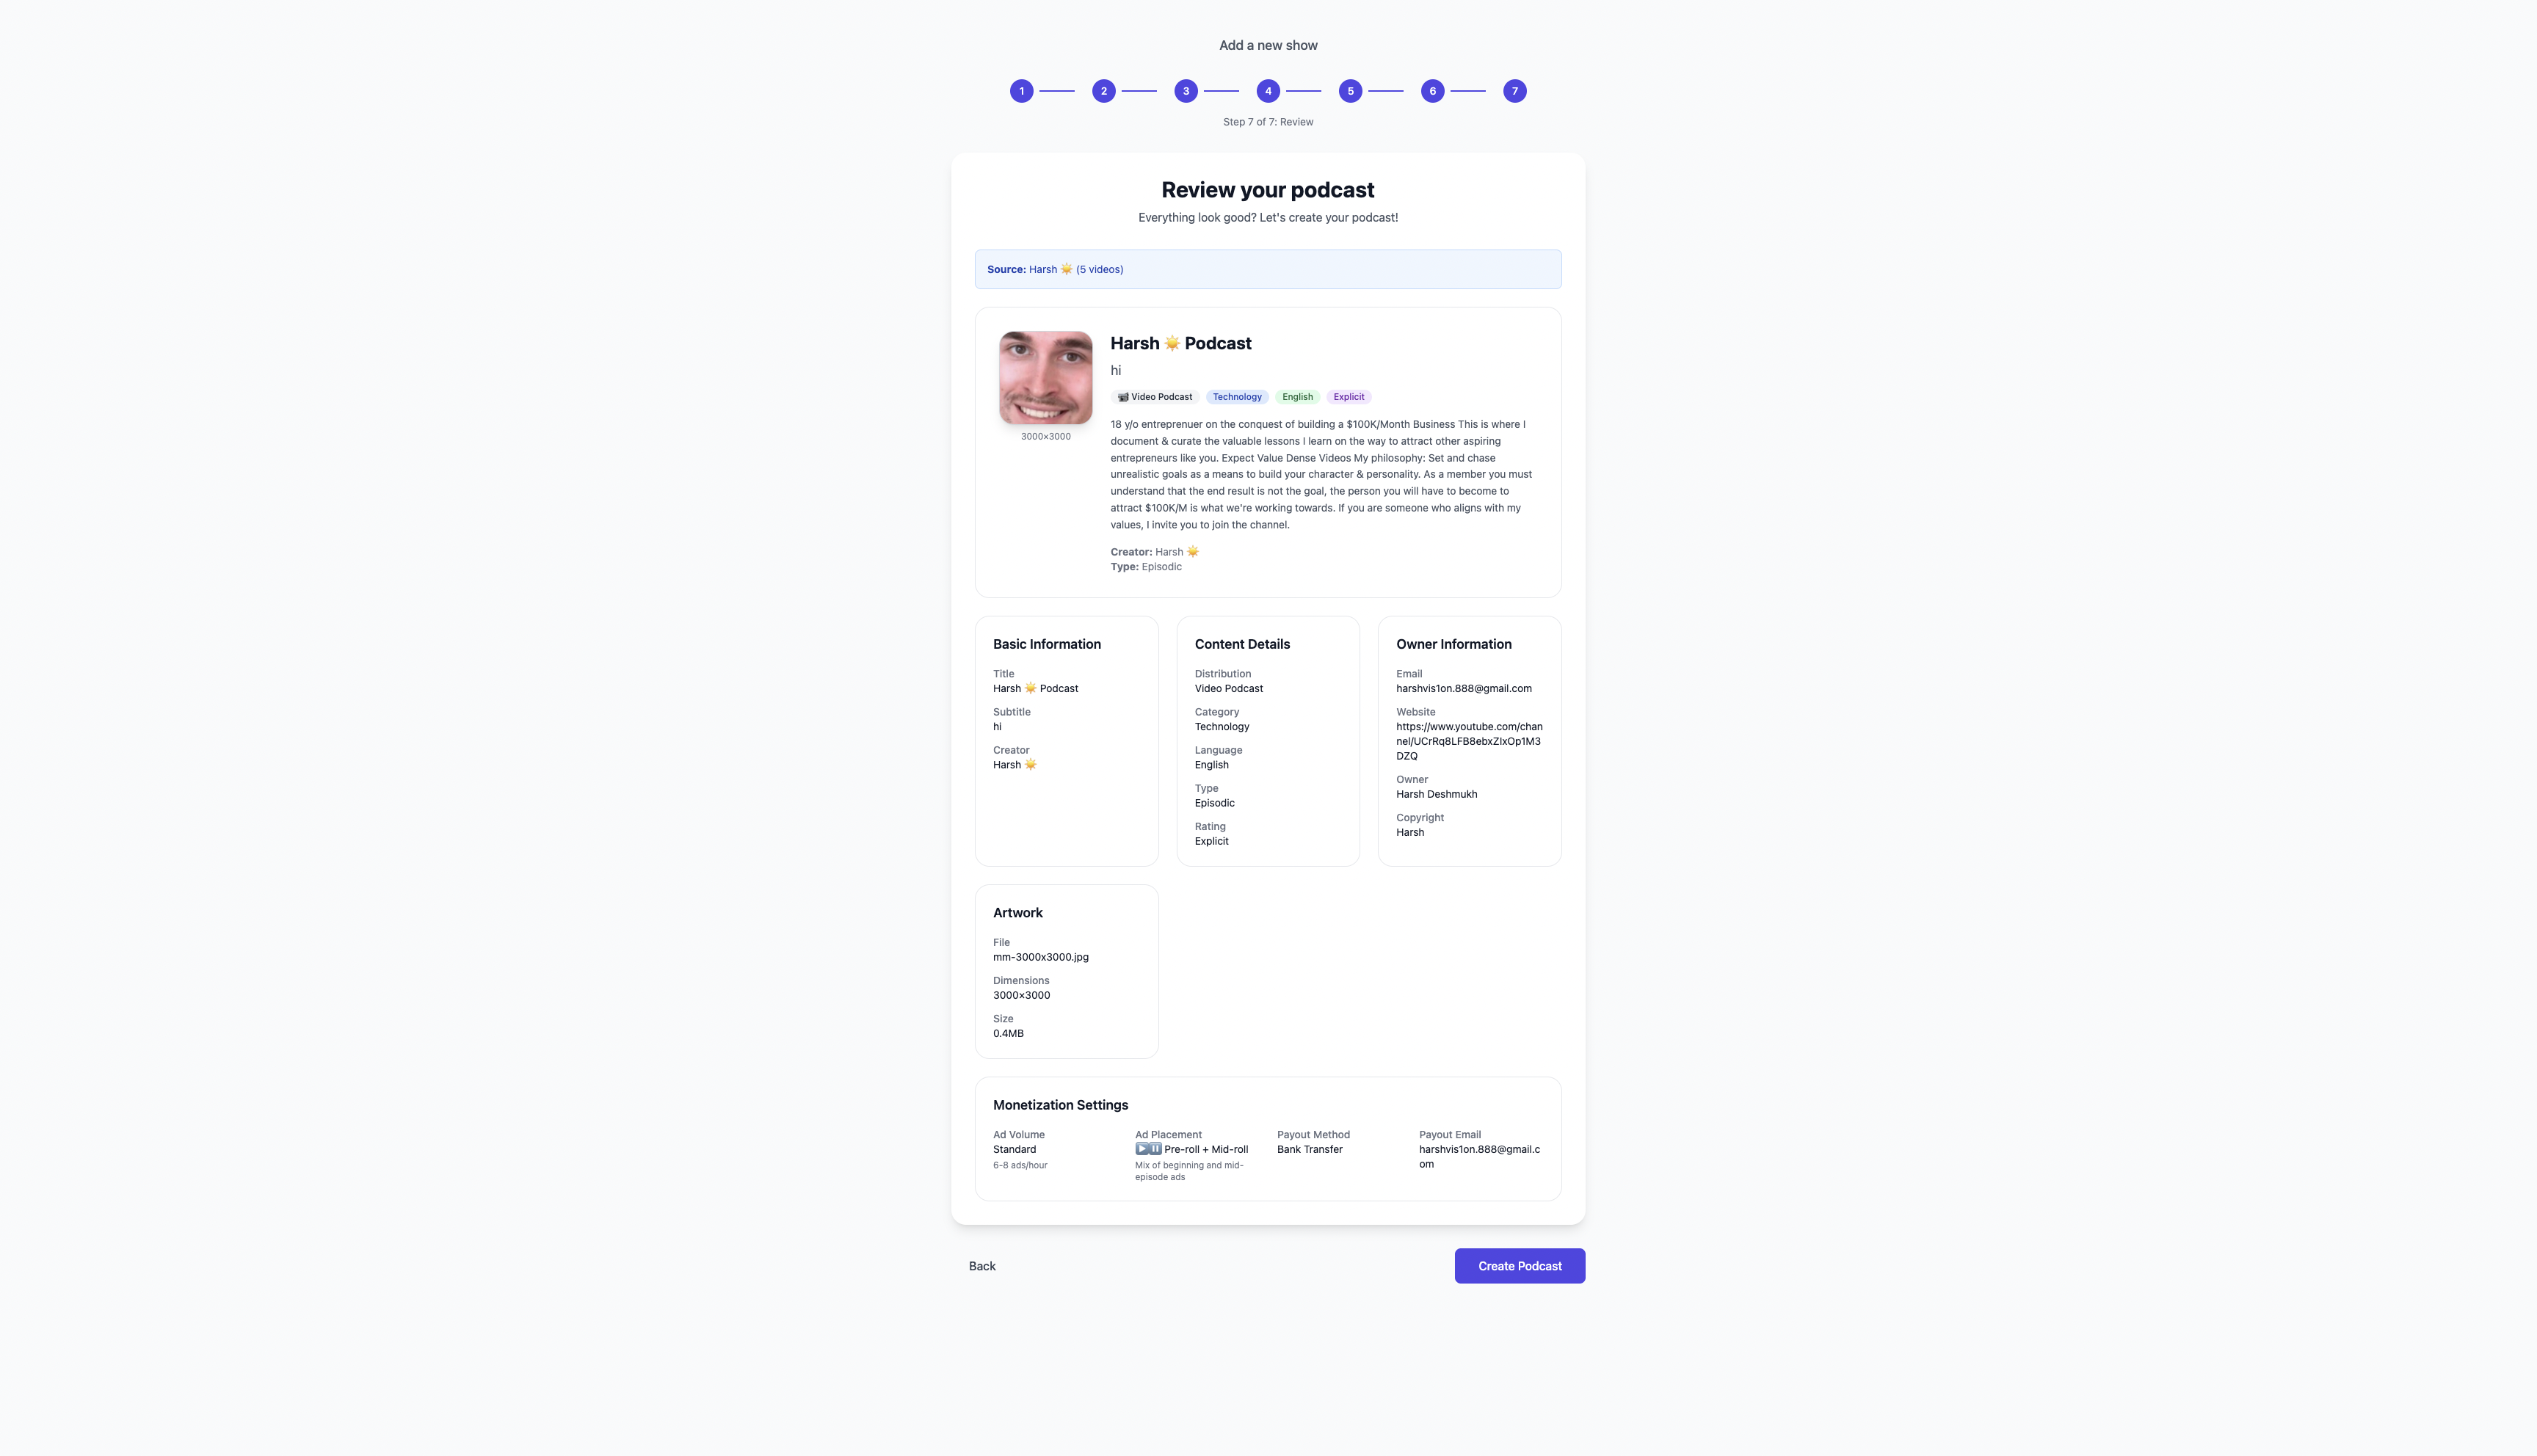 Add a new show
1 2 3 4 5 6 7
Step 7 of 7: Review
Review your podcast
Everything look good? Let's create your podcast!
Source: Harsh ☀️ (5 videos)
3000×3000
Harsh ☀️ Podcast
hi
📹 Video Podcast Technology English Explicit
18 y/o entreprenuer on the conquest of building a $100K/Month Business This is where I
document & curate the valuable lessons I learn on the way to attract other aspiring
entrepreneurs like you. Expect Value Dense Videos My philosophy: Set and chase
unrealistic goals as a means to build your character & personality. As a member you must
understand that the end result is not the goal, the person you will have to become to
attract $100K/M is what we're working towards. If you are someone who aligns with my
values, I invite you to join the channel.
Creator: Harsh ☀️
Type: Episodic
Basic Information
Title
Harsh ☀️ Podcast
Subtitle
hi
Creator
Harsh ☀️
Content Details
Distribution
Video Podcast
Category
Technology
Language
English
Type
Episodic
Rating
Explicit
Owner Information
Email
harshvis1on.888@gmail.com
Website
https://www.youtube.com/chan
nel/UCrRq8LFB8ebxZIxOp1M3
DZQ
Owner
Harsh Deshmukh
Copyright
Harsh
Artwork
File
mm-3000x3000.jpg
Dimensions
3000×3000
Size
0.4MB
Monetization Settings
Ad Volume
Standard
6-8 ads/hour
Ad Placement
▶️⏸️ Pre-roll + Mid-roll
Mix of beginning and mid-
episode ads
Payout Method
Bank Transfer
Payout Email
harshvis1on.888@gmail.c
om
Back
Create Podcast